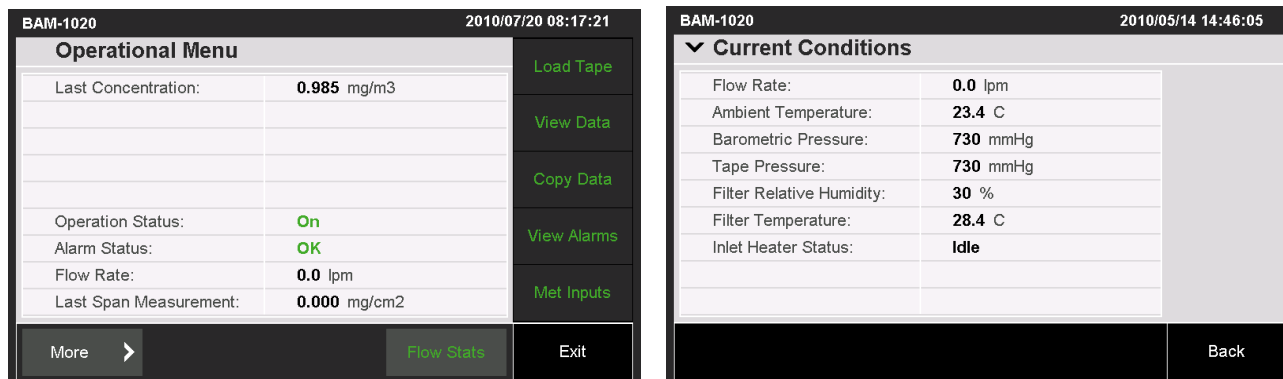 BAM-1020 2010/07/20 08:17:21
Operational Menu
Load Tape
Last Concentration: 0.985 mg/m3
View Data
Copy Data
Operation Status: On
View Alarms
Alarm Status: OK
Flow Rate: 0.0 lpm
Met Inputs
Last Span Measurement: 0.000 mg/cm2
More Flow Stats Exit
BAM-1020 2010/05/14 14:46:05
Current Conditions
Flow Rate: 0.0 lpm
Ambient Temperature: 23.4 C
Barometric Pressure: 730 mmHg
Tape Pressure: 730 mmHg
Filter Relative Humidity: 30 %
Filter Temperature: 28.4 C
Inlet Heater Status: Idle
Back